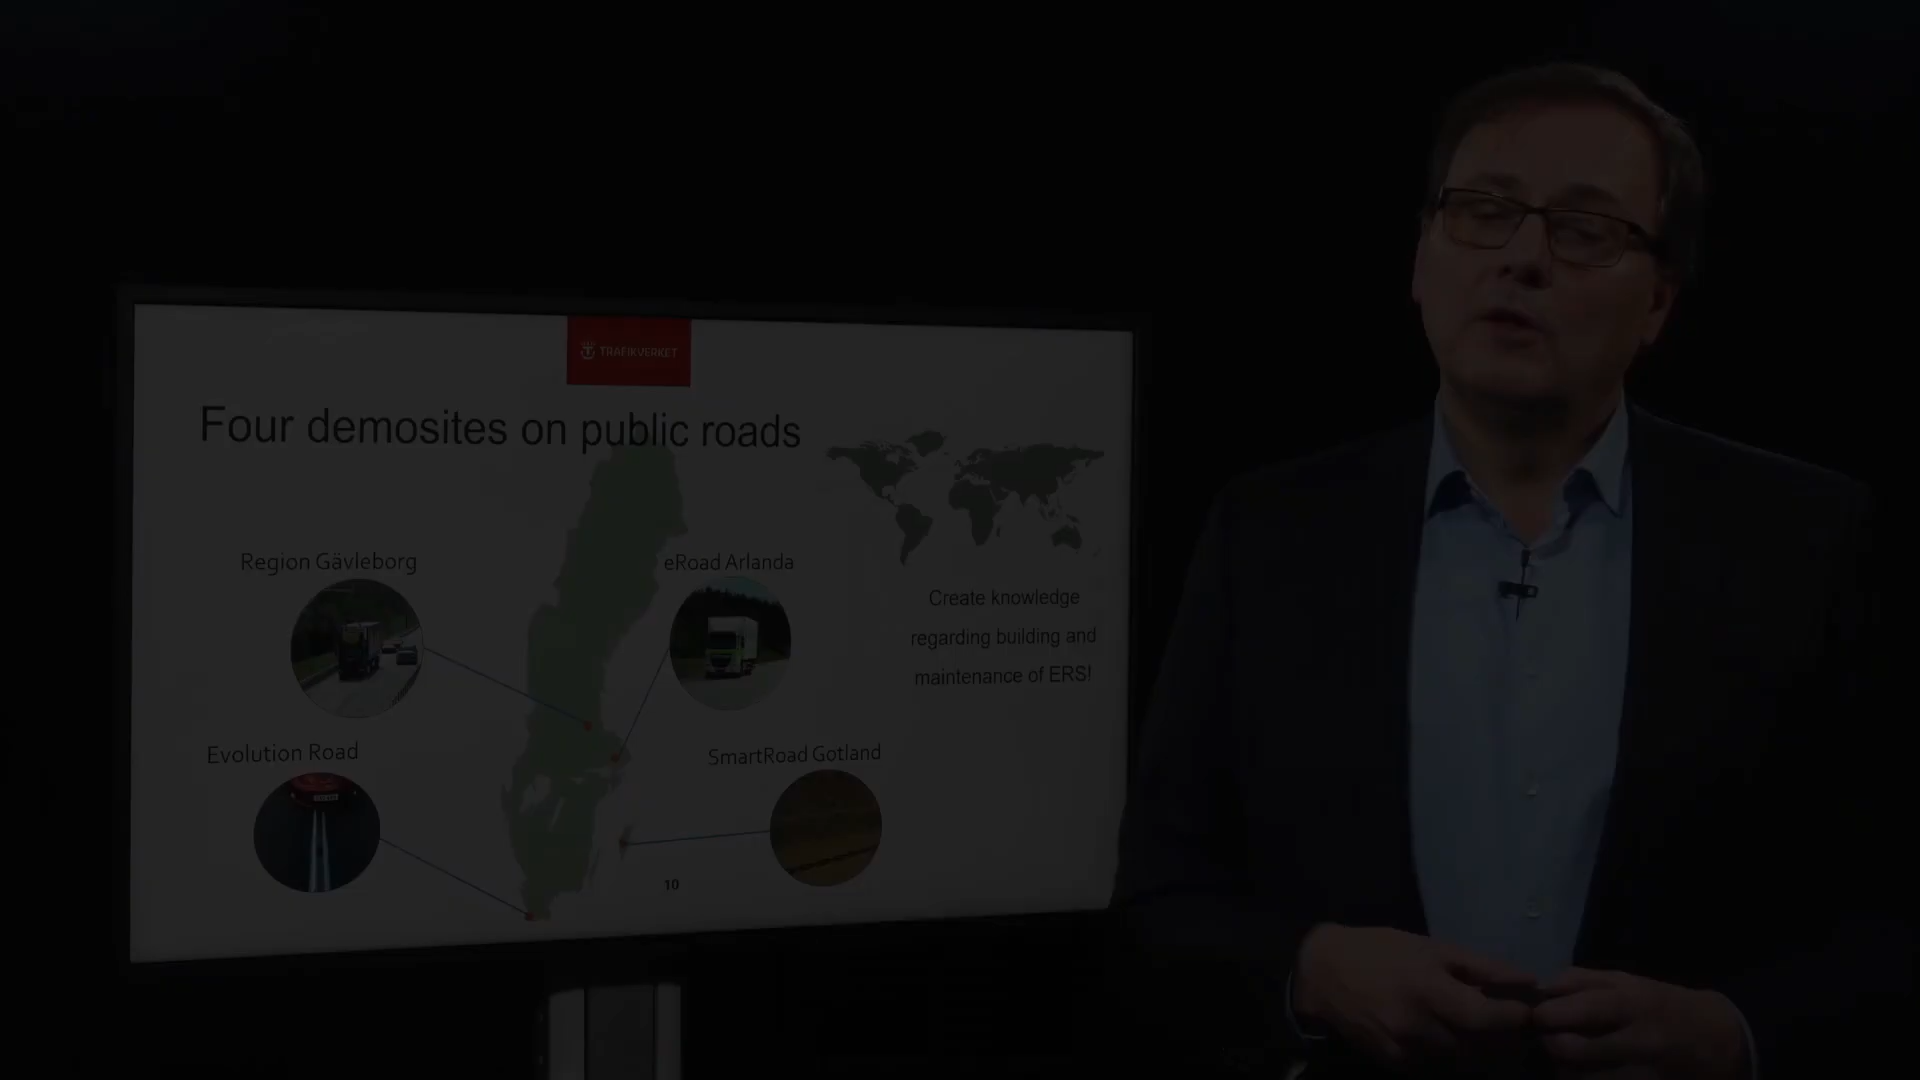 TRAFIKVERKET
Four demosites on public roads
Region Gävleborg
eRoad Arlanda
Create knowledge
regarding building and
maintenance of ERS!
Evolution Road
SmartRoad Gotland
10